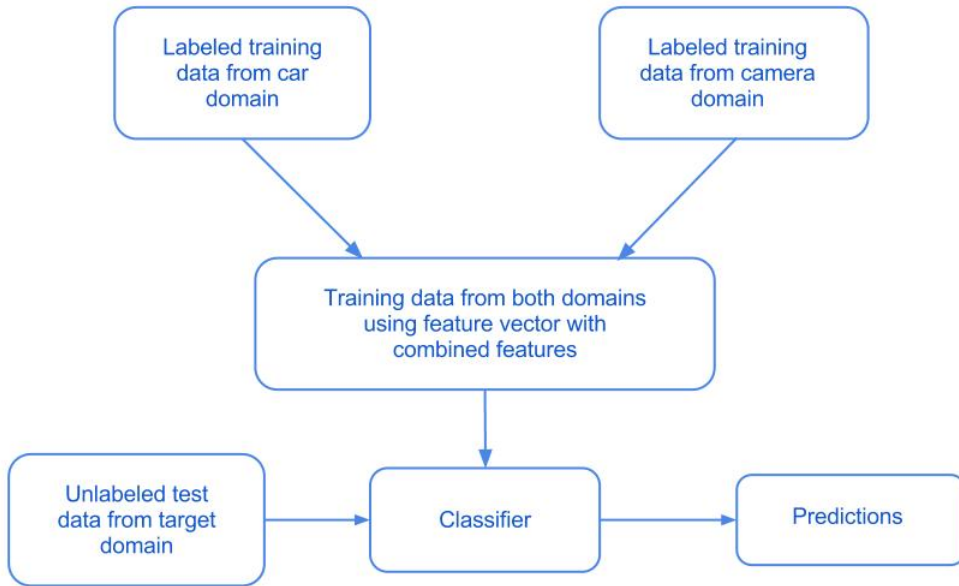 Labeled training
data from car
domain
Labeled training
data from camera
domain
Training data from both domains
using feature vector with
combined features
Unlabeled test
data from target
domain
Classifier
Predictions